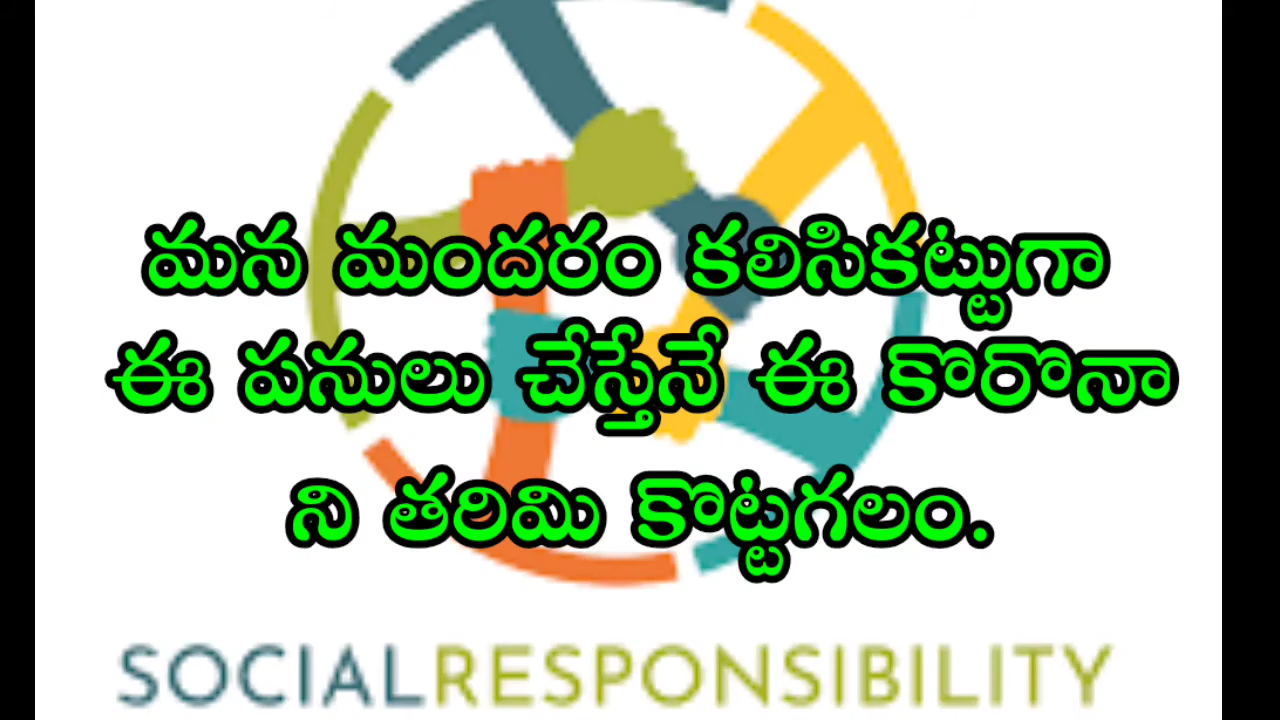 మన మందరం కలిసికట్టుగా
ఈ పనులు చేస్తేనే ఈ కొరొనా
ని తరిమి కొట్టగలం.
SOCIALRESPONSIBILITY